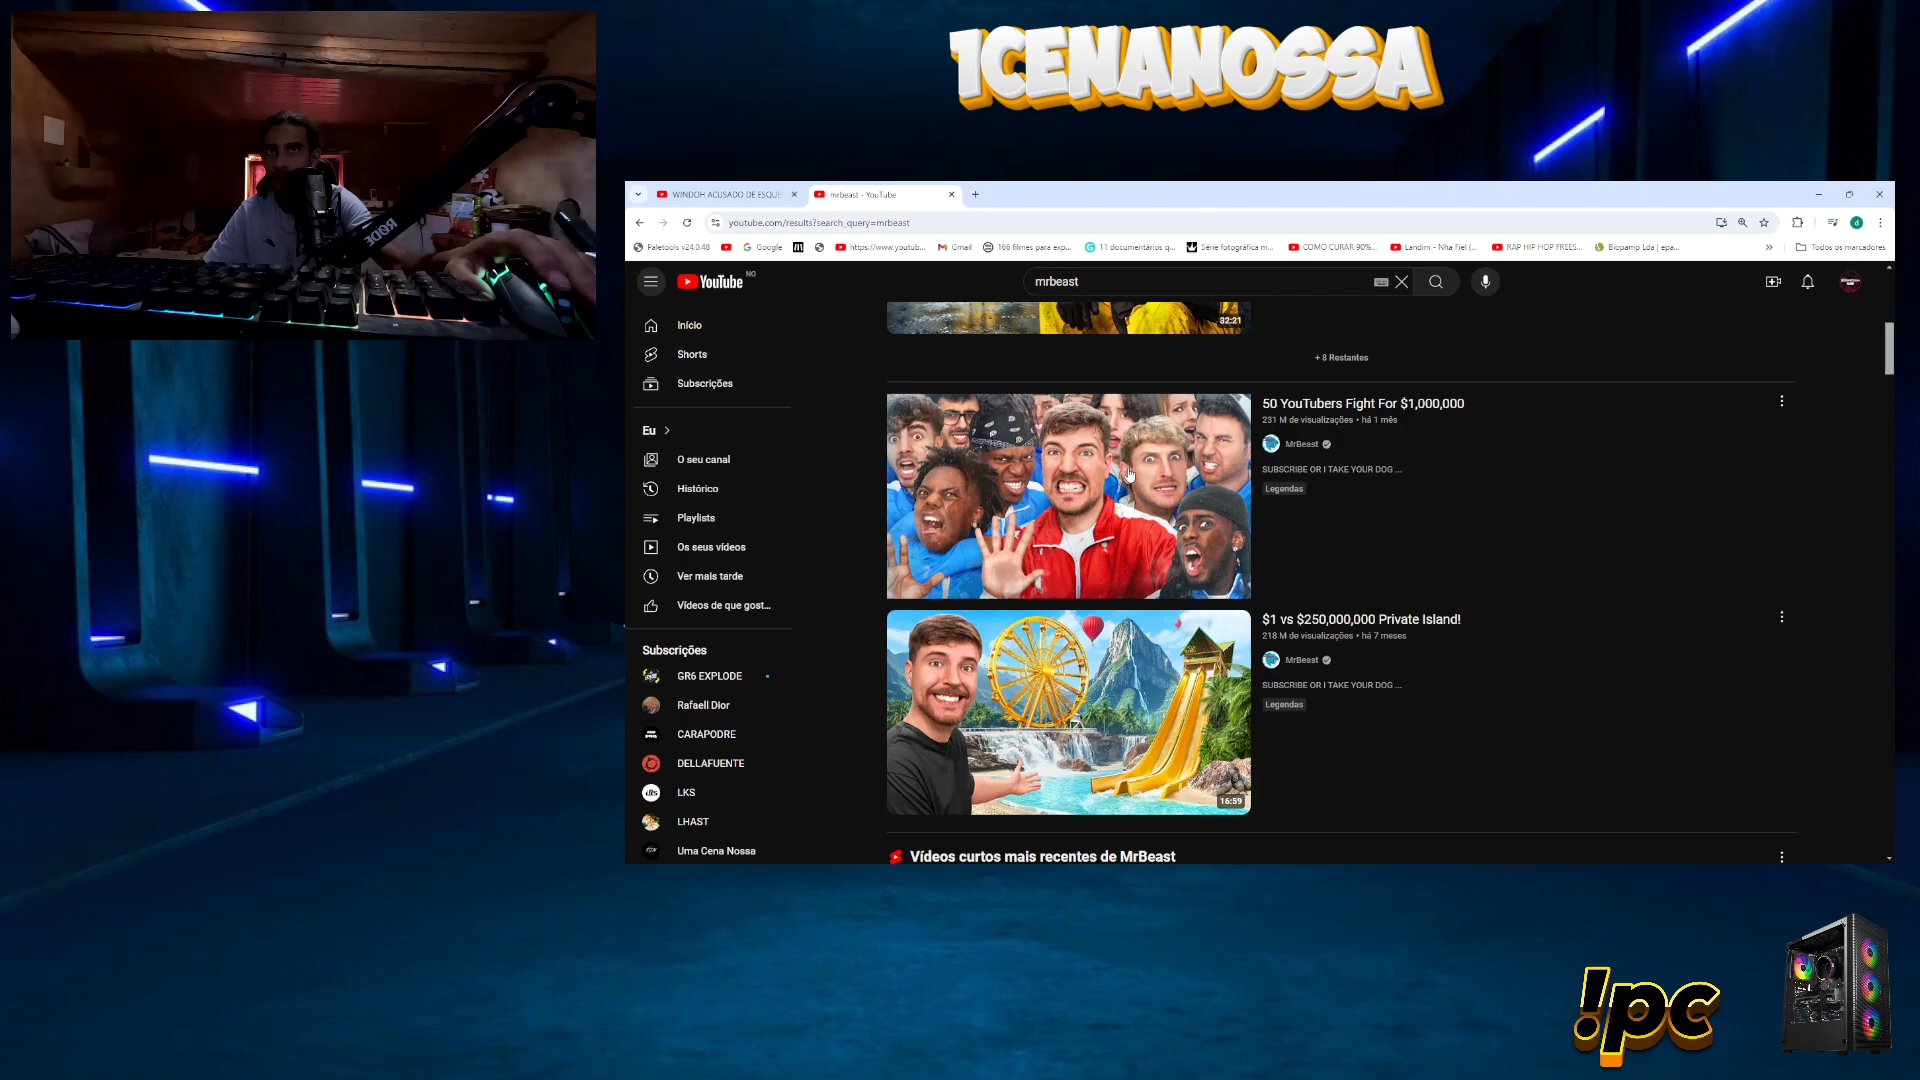 1CENANOSSA
RØDE
WINDOH ACUSADO DE ESQUE
mrbeast - YouTube
youtube.com/results?search_query=mrbeast
Paletools v24.0.48
Google
https://www.youtub...
Gmail
166 filmes para exp...
11 documentários q...
Série fotográfica m...
COMO CURAR 90%...
Landim - Nha Fiel (...
RAP HIP HOP FREES...
Biopamp Lda | epa...
»
Todos os marcadores
YouTube NO
mrbeast
Início
Shorts
Subscrições
Eu
O seu canal
Histórico
Playlists
Os seus vídeos
Ver mais tarde
Vídeos de que gost...
Subscrições
GR6 EXPLODE
Rafaell Dior
CARAPODRE
DELLAFUENTE
LKS
LHAST
Uma Cena Nossa
32:21
+ 8 Restantes
50 YouTubers Fight For $1,000,000
231 M de visualizações • há 1 mês
MrBeast
SUBSCRIBE OR I TAKE YOUR DOG ...
Legendas
$1 vs $250,000,000 Private Island!
218 M de visualizações • há 7 meses
MrBeast
SUBSCRIBE OR I TAKE YOUR DOG ...
Legendas
16:59
Vídeos curtos mais recentes de MrBeast
!pc